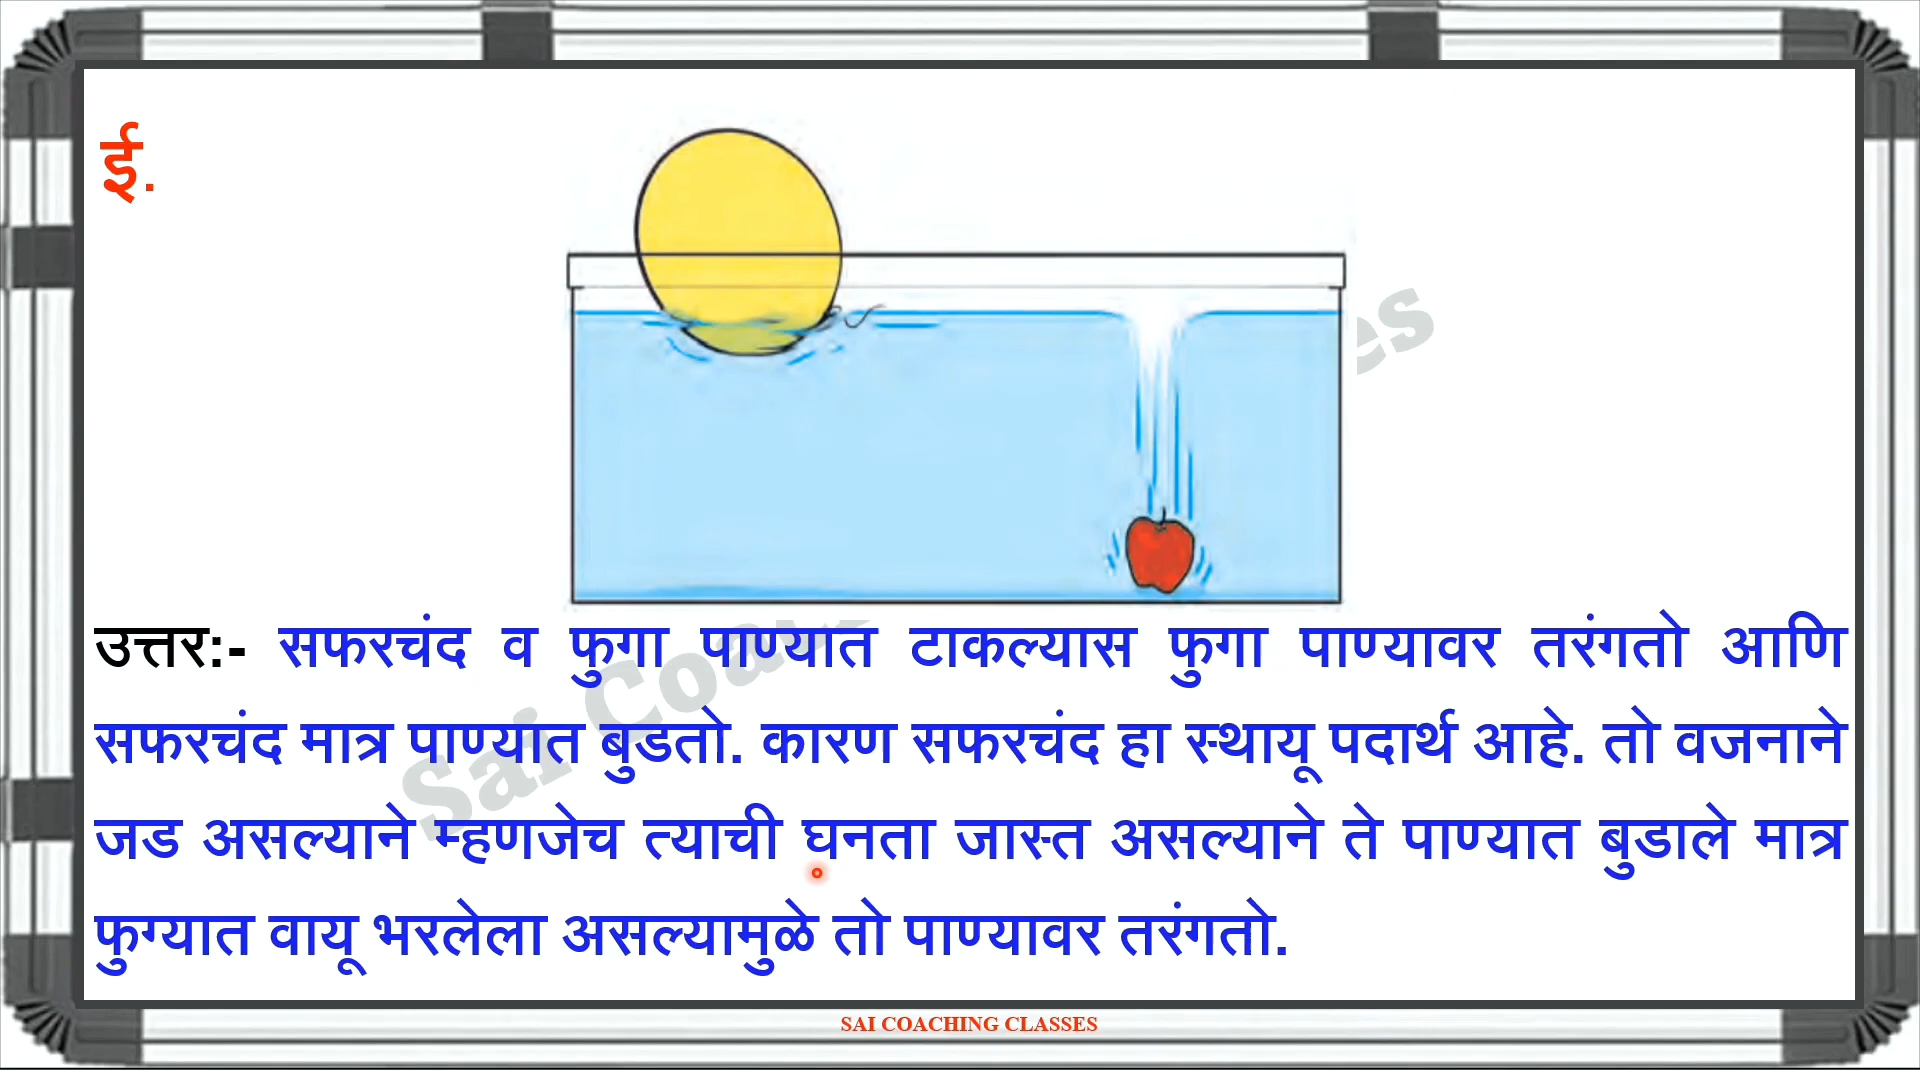 ई.
उत्तर:- सफरचंद व फुगा पाण्यात टाकल्यास फुगा पाण्यावर तरंगतो आणि
सफरचंद मात्र पाण्यात बुडतो. कारण सफरचंद हा स्थायू पदार्थ आहे. तो वजनाने
जड असल्याने म्हणजेच त्याची घनता जास्त असल्याने ते पाण्यात बुडाले मात्र
फुग्यात वायू भरलेला असल्यामुळे तो पाण्यावर तरंगतो.
SAI COACHING CLASSES